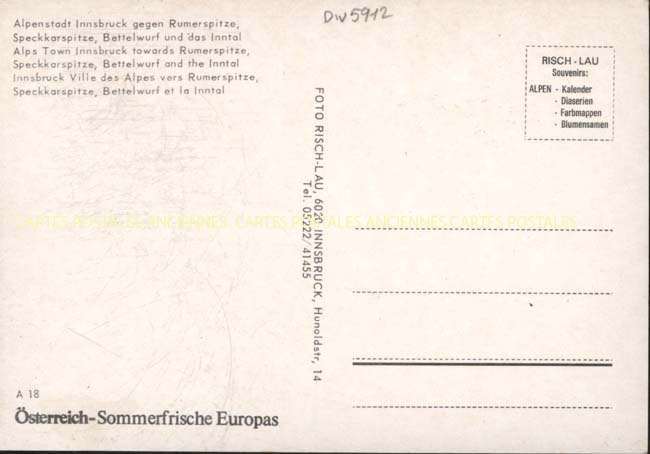 Alpenstadt Innsbruck gegen Rumerspitze,
Speckkarspitze, Bettelwurf und das Inntal
Alps Town Innsbruck towards Rumerspitze,
Speckkarspitze, Bettelwurf and the Inntal
Innsbruck Ville des Alpes vers Rumerspitze,
Speckkarspitze, Bettelwurf et la Inntal
Div5912
RISCH - LAU
Souvenirs:
ALPEN - Kalender
- Diaserien
- Farbmappen
- Blumensamen
FOTO RISCH-LAU, 6020 INNSBRUCK, Hunoldstr, 14
Tel. 05222/41455
CARTES POSTALES ANCIENNES CARTES POSTALES ANCIENNES CARTES POSTALES
A 18
Österreich-Sommerfrische Europas